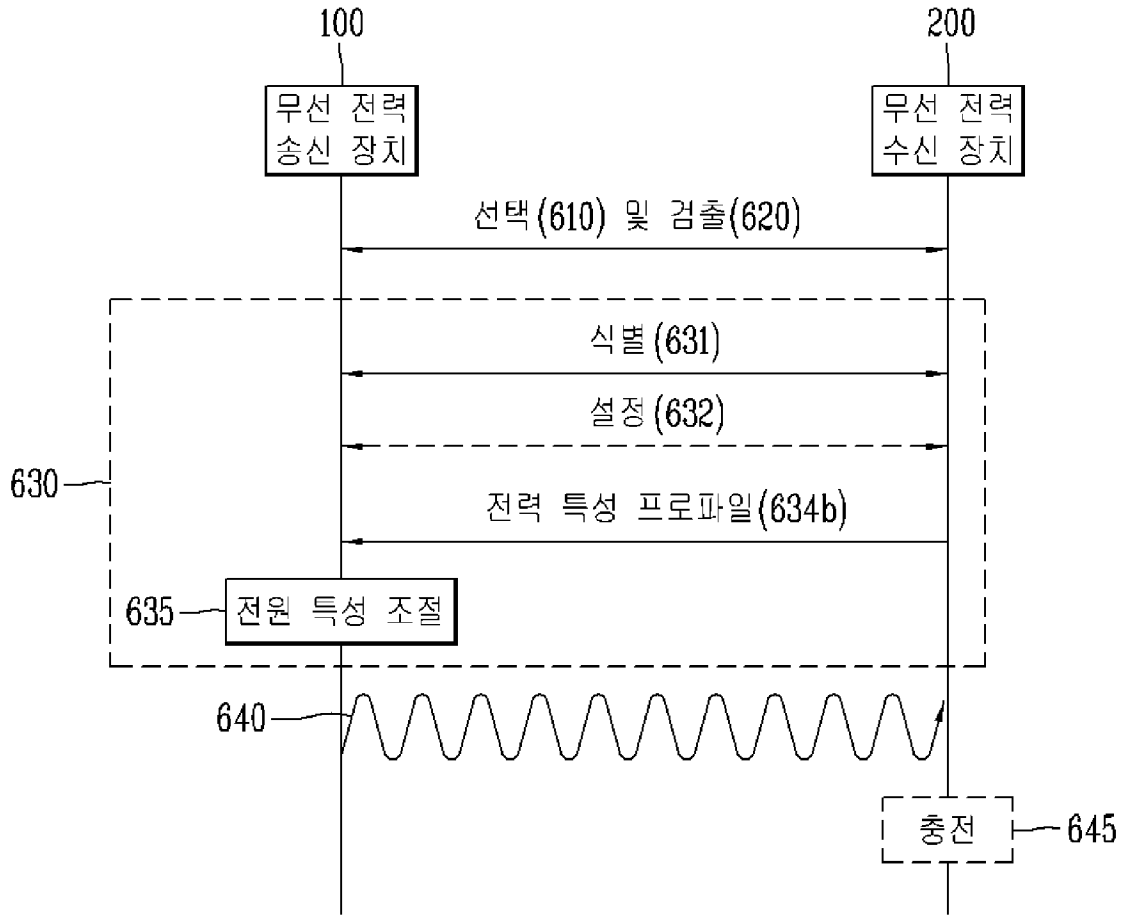 100
200
무선 전력
송신 장치
무선 전력
수신 장치
선택(610) 및 검출(620)
식별(631)
설정(632)
630
전력 특성 프로파일(634b)
635
전원 특성 조절
640
충전
645